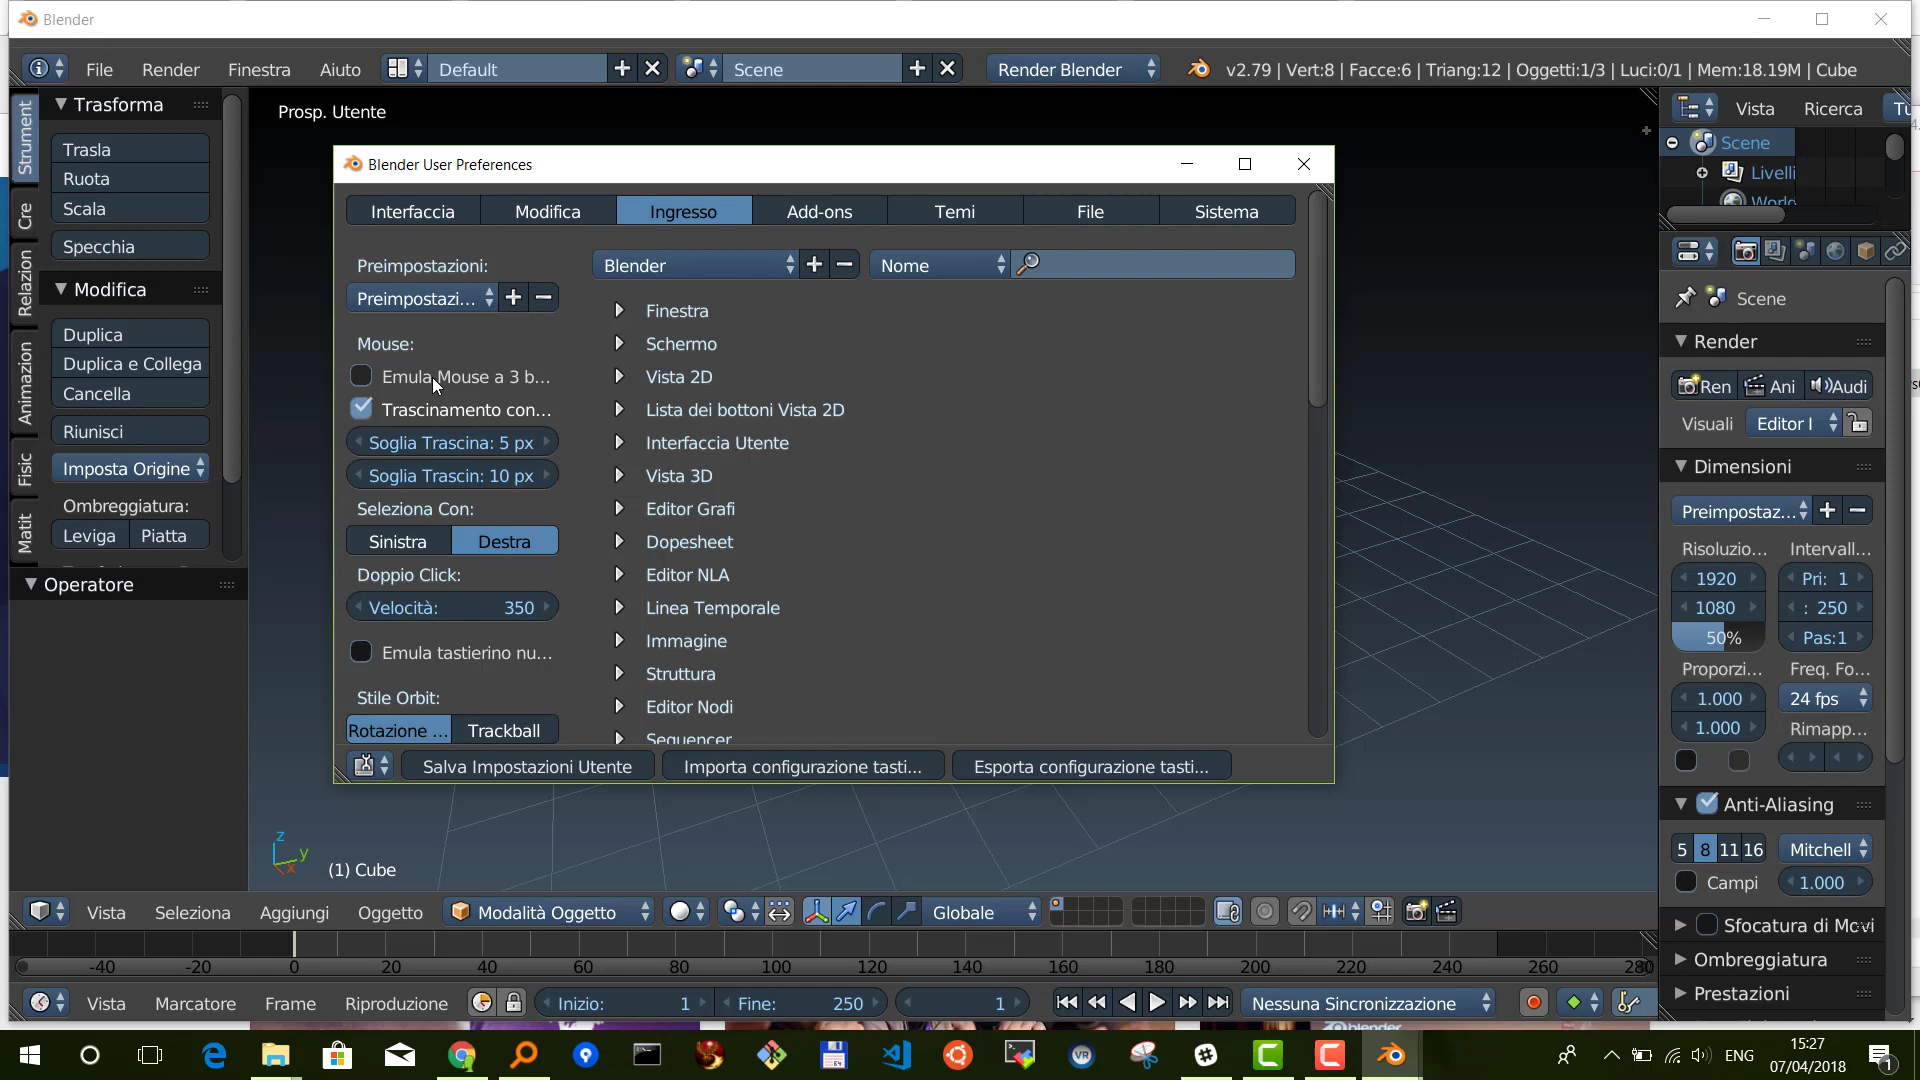 Blender
File Render Finestra Aiuto Default Scene Render Blender v2.79 | Vert:8 | Facce:6 | Triang:12 | Oggetti:1/3 | Luci:0/1 | Mem:18.19M | Cube
Strument
Cre
Relazion
Animazion
Fisic
Matit
Trasforma
Trasla
Ruota
Scala
Specchia
Modifica
Duplica
Duplica e Collega
Cancella
Riunisci
Imposta Origine
Ombreggiatura:
Leviga Piatta
Operatore
Prosp. Utente
Blender User Preferences
Interfaccia Modifica Ingresso Add-ons Temi File Sistema
Preimpostazioni:
Preimpostazi...
Mouse:
Emula Mouse a 3 b...
Trascinamento con...
Soglia Trascina: 5 px
Soglia Trascin: 10 px
Seleziona Con:
Sinistra Destra
Doppio Click:
Velocità: 350
Emula tastierino nu...
Stile Orbit:
Rotazione ... Trackball
Blender Nome
Finestra
Schermo
Vista 2D
Lista dei bottoni Vista 2D
Interfaccia Utente
Vista 3D
Editor Grafi
Dopesheet
Editor NLA
Linea Temporale
Immagine
Struttura
Editor Nodi
Sequencer
Salva Impostazioni Utente Importa configurazione tasti... Esporta configurazione tasti...
z
y
x
(1) Cube
Vista Ricerca Tu
Scene
Livelli
World
Scene
Render
Ren Ani Audi
Visuali Editor I
Dimensioni
Preimpostaz...
Risoluzio... Intervall...
1920 Pri: 1
1080 : 250
50% Pas:1
Proporzi... Freq. Fo...
1.000 24 fps
1.000 Rimapp...
Anti-Aliasing
5 8 11 16 Mitchell
Campi 1.000
Sfocatura di Movi
Ombreggiatura
Prestazioni
Vista Seleziona Aggiungi Oggetto Modalità Oggetto Globale
-40 -20 0 20 40 60 80 100 120 140 160 180 200 220 240 260 280
Vista Marcatore Frame Riproduzione Inizio: 1 Fine: 250 1 Nessuna Sincronizzazione
blender
64
VR
ENG
15:27
07/04/2018
1